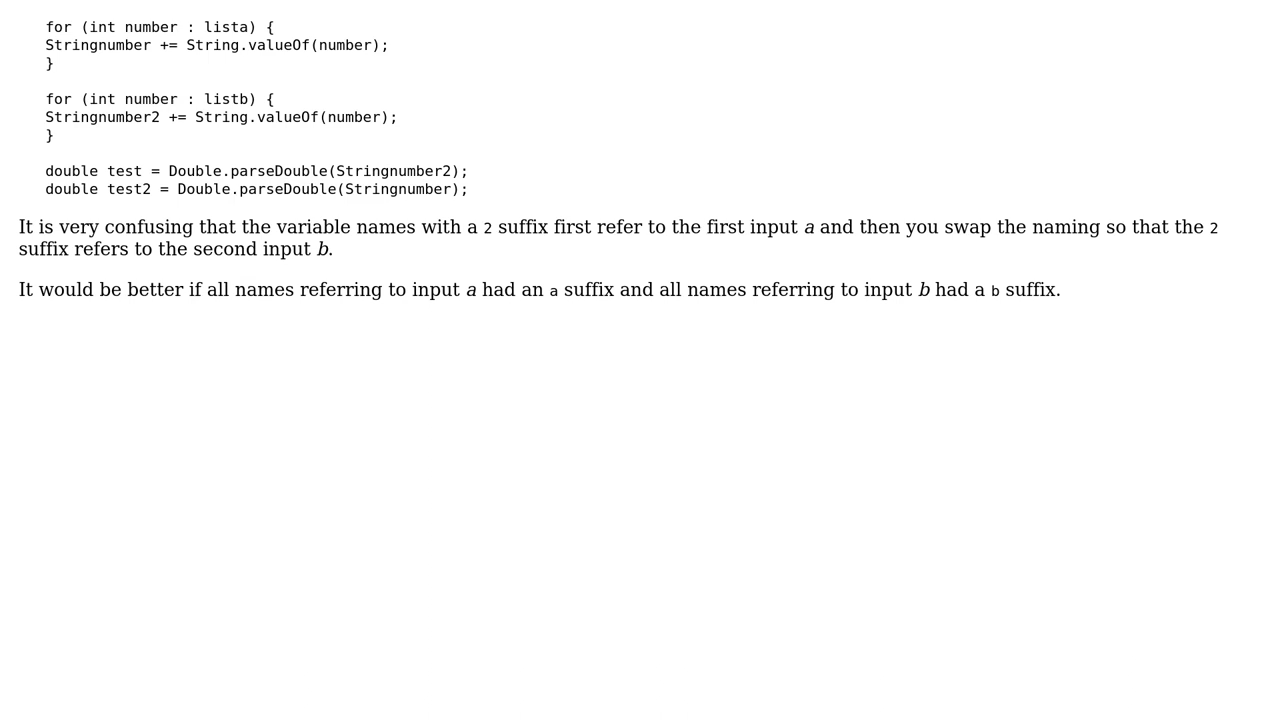 for (int number : lista) {
Stringnumber += String.valueOf(number);
}
for (int number : listb) {
Stringnumber2 += String.valueOf(number);
}
double test = Double.parseDouble(Stringnumber2);
double test2 = Double.parseDouble(Stringnumber);
It is very confusing that the variable names with a 2 suffix first refer to the first input a and then you swap the naming so that the 2
suffix refers to the second input b.
It would be better if all names referring to input a had an a suffix and all names referring to input b had a b suffix.